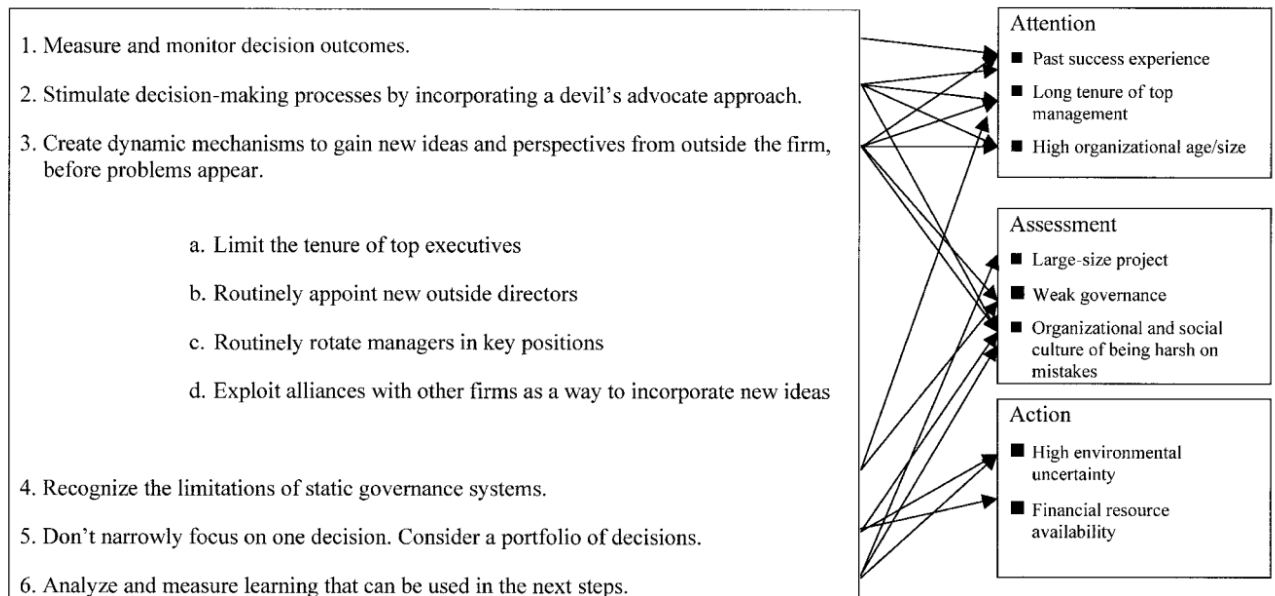 1. Measure and monitor decision outcomes.
2. Stimulate decision-making processes by incorporating a devil's advocate approach.
3. Create dynamic mechanisms to gain new ideas and perspectives from outside the firm,
before problems appear.
a. Limit the tenure of top executives
b. Routinely appoint new outside directors
c. Routinely rotate managers in key positions
d. Exploit alliances with other firms as a way to incorporate new ideas
4. Recognize the limitations of static governance systems.
5. Don't narrowly focus on one decision. Consider a portfolio of decisions.
6. Analyze and measure learning that can be used in the next steps.
Attention
■ Past success experience
■ Long tenure of top
management
■ High organizational age/size
Assessment
■ Large-size project
■ Weak governance
■ Organizational and social
culture of being harsh on
mistakes
Action
■ High environmental
uncertainty
■ Financial resource
availability